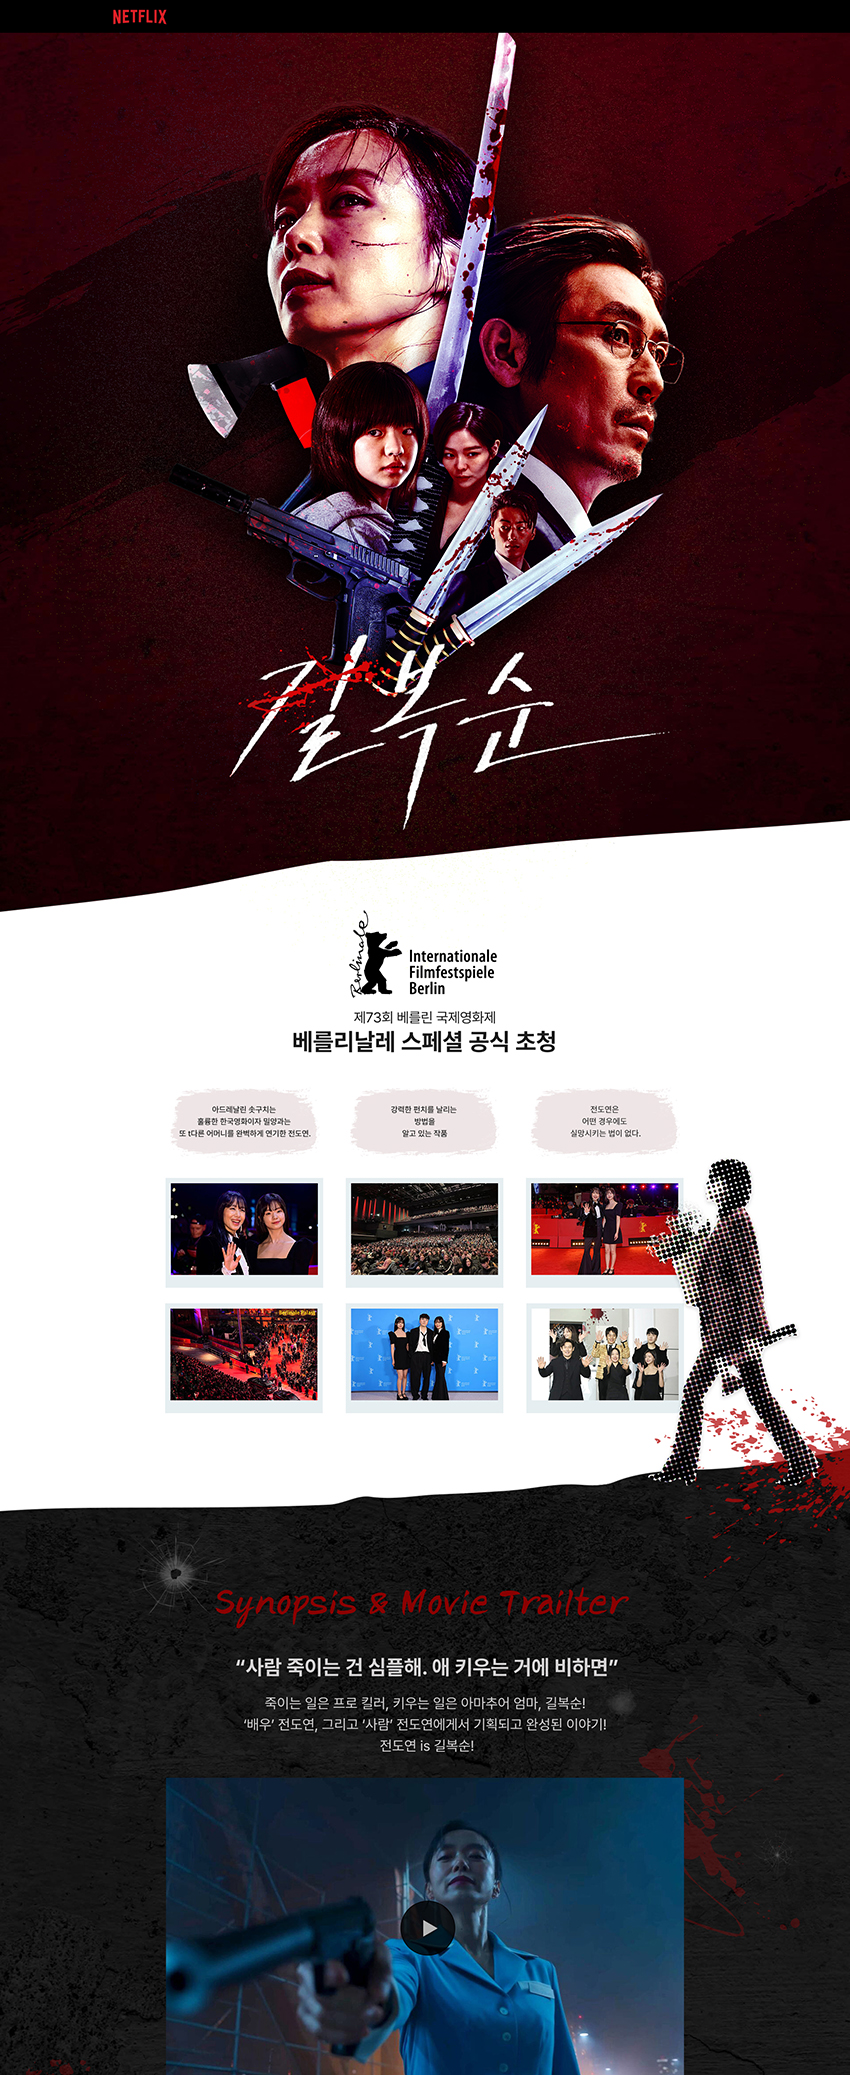 NETFLIX
길복순
Berlinale
Internationale
Filmfestspiele
Berlin
제73회 베를린 국제영화제
베를리날레 스페셜 공식 초청
아드레날린 솟구치는
훌륭한 한국영화이자 밀양과는
또 t다른 어머니를 완벽하게 연기한 전도연.
강력한 펀치를 날리는
방법을
알고 있는 작품
전도연은
어떤 경우에도
실망시키는 법이 없다.
Berlinale Palast
Synopsis & Movie Trailter
“사람 죽이는 건 심플해. 애 키우는 거에 비하면”
죽이는 일은 프로 킬러, 키우는 일은 아마추어 엄마, 길복순!
‘배우’ 전도연, 그리고 ‘사람’ 전도연에게서 기획되고 완성된 이야기!
전도연 is 길복순!